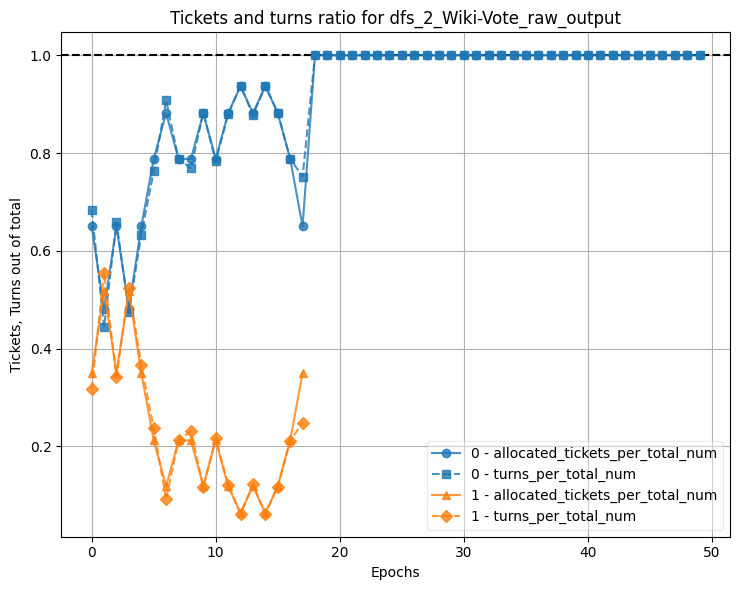 Tickets and turns ratio for dfs_2_Wiki-Vote_raw_output
Tickets, Turns out of total
1.0
0.8
0.6
0.4
0.2
0 - allocated_tickets_per_total_num
0 - turns_per_total_num
1 - allocated_tickets_per_total_num
1 - turns_per_total_num
0 10 20 30 40 50
Epochs